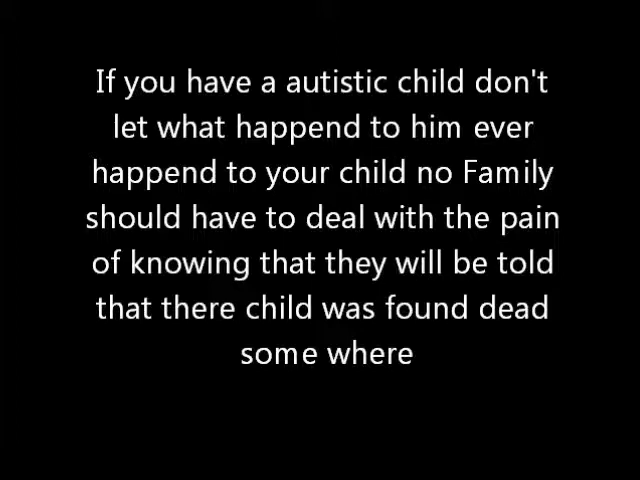 If you have a autistic child don't
let what happend to him ever
happend to your child no Family
should have to deal with the pain
of knowing that they will be told
that there child was found dead
some where